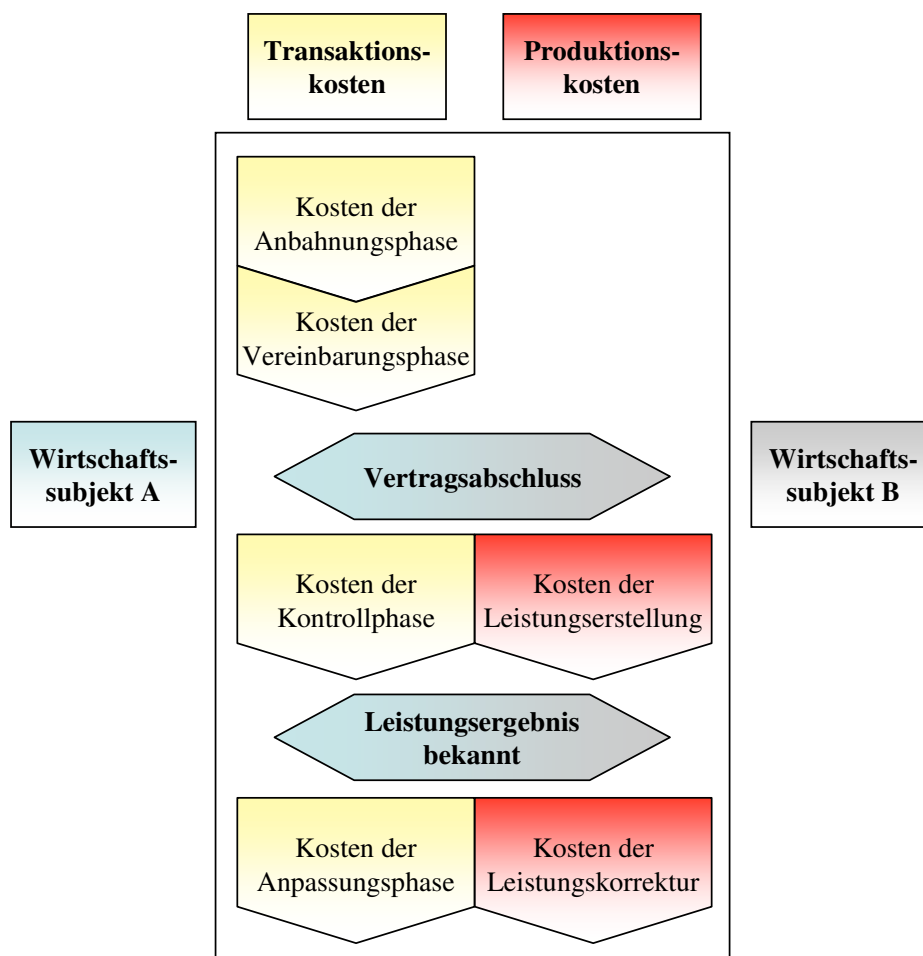 Transaktions-
kosten
Produktions-
kosten
Kosten der
Anbahnungsphase
Kosten der
Vereinbarungsphase
Wirtschafts-
subjekt A
Vertragsabschluss
Wirtschafts-
subjekt B
Kosten der
Kontrollphase
Kosten der
Leistungserstellung
Leistungsergebnis
bekannt
Kosten der
Anpassungsphase
Kosten der
Leistungskorrektur